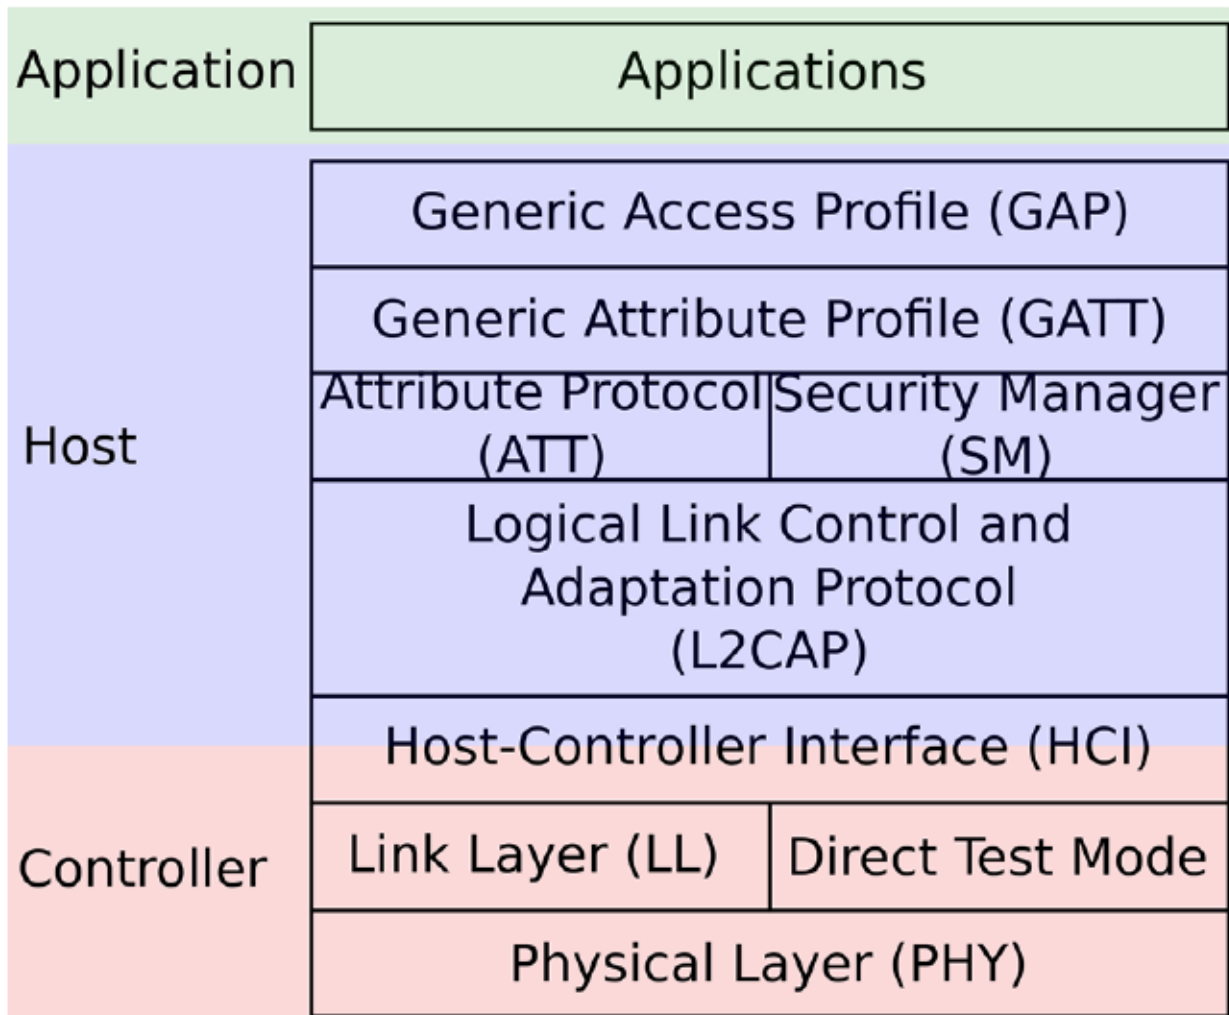 Application
Applications
Host
Generic Access Profile (GAP)
Generic Attribute Profile (GATT)
Attribute Protocol
(ATT)
Security Manager
(SM)
Logical Link Control and
Adaptation Protocol
(L2CAP)
Host-Controller Interface (HCI)
Controller
Link Layer (LL)
Direct Test Mode
Physical Layer (PHY)